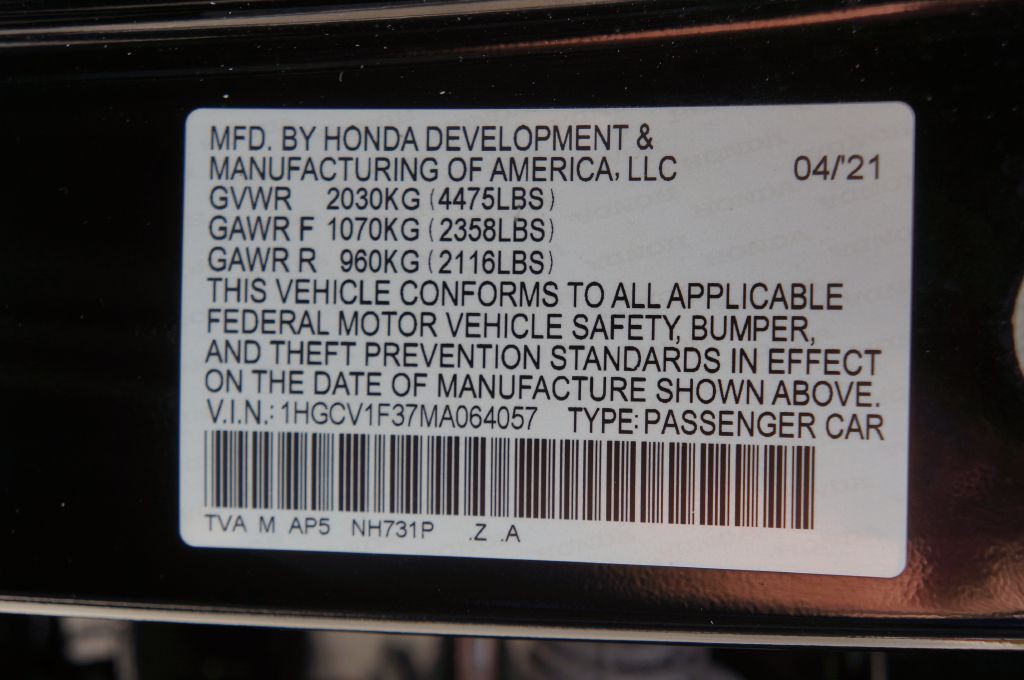 MFD. BY HONDA DEVELOPMENT &
MANUFACTURING OF AMERICA, LLC 04/'21
GVWR 2030KG (4475LBS)
GAWR F 1070KG (2358LBS)
GAWR R 960KG (2116LBS)
THIS VEHICLE CONFORMS TO ALL APPLICABLE
FEDERAL MOTOR VEHICLE SAFETY, BUMPER,
AND THEFT PREVENTION STANDARDS IN EFFECT
ON THE DATE OF MANUFACTURE SHOWN ABOVE.
V.I.N.: 1HGCV1F37MA064057 TYPE: PASSENGER CAR
TVA M AP5 NH731P .Z .A